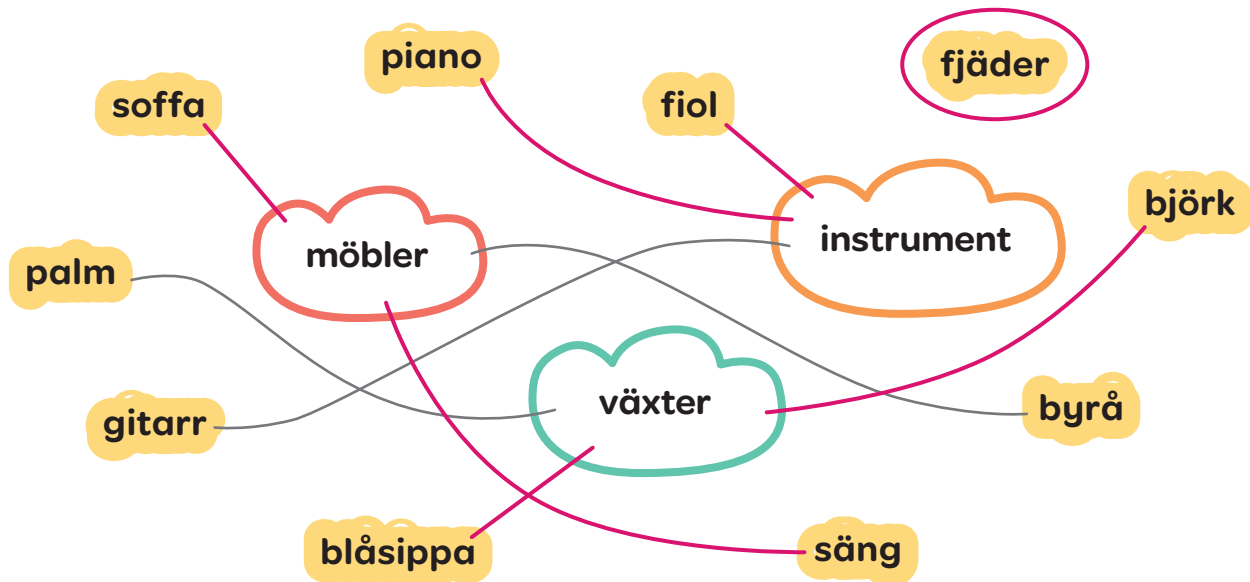 piano
fjäder
soffa
fiol
björk
möbler
instrument
palm
växter
gitarr
byrå
blåsippa
säng